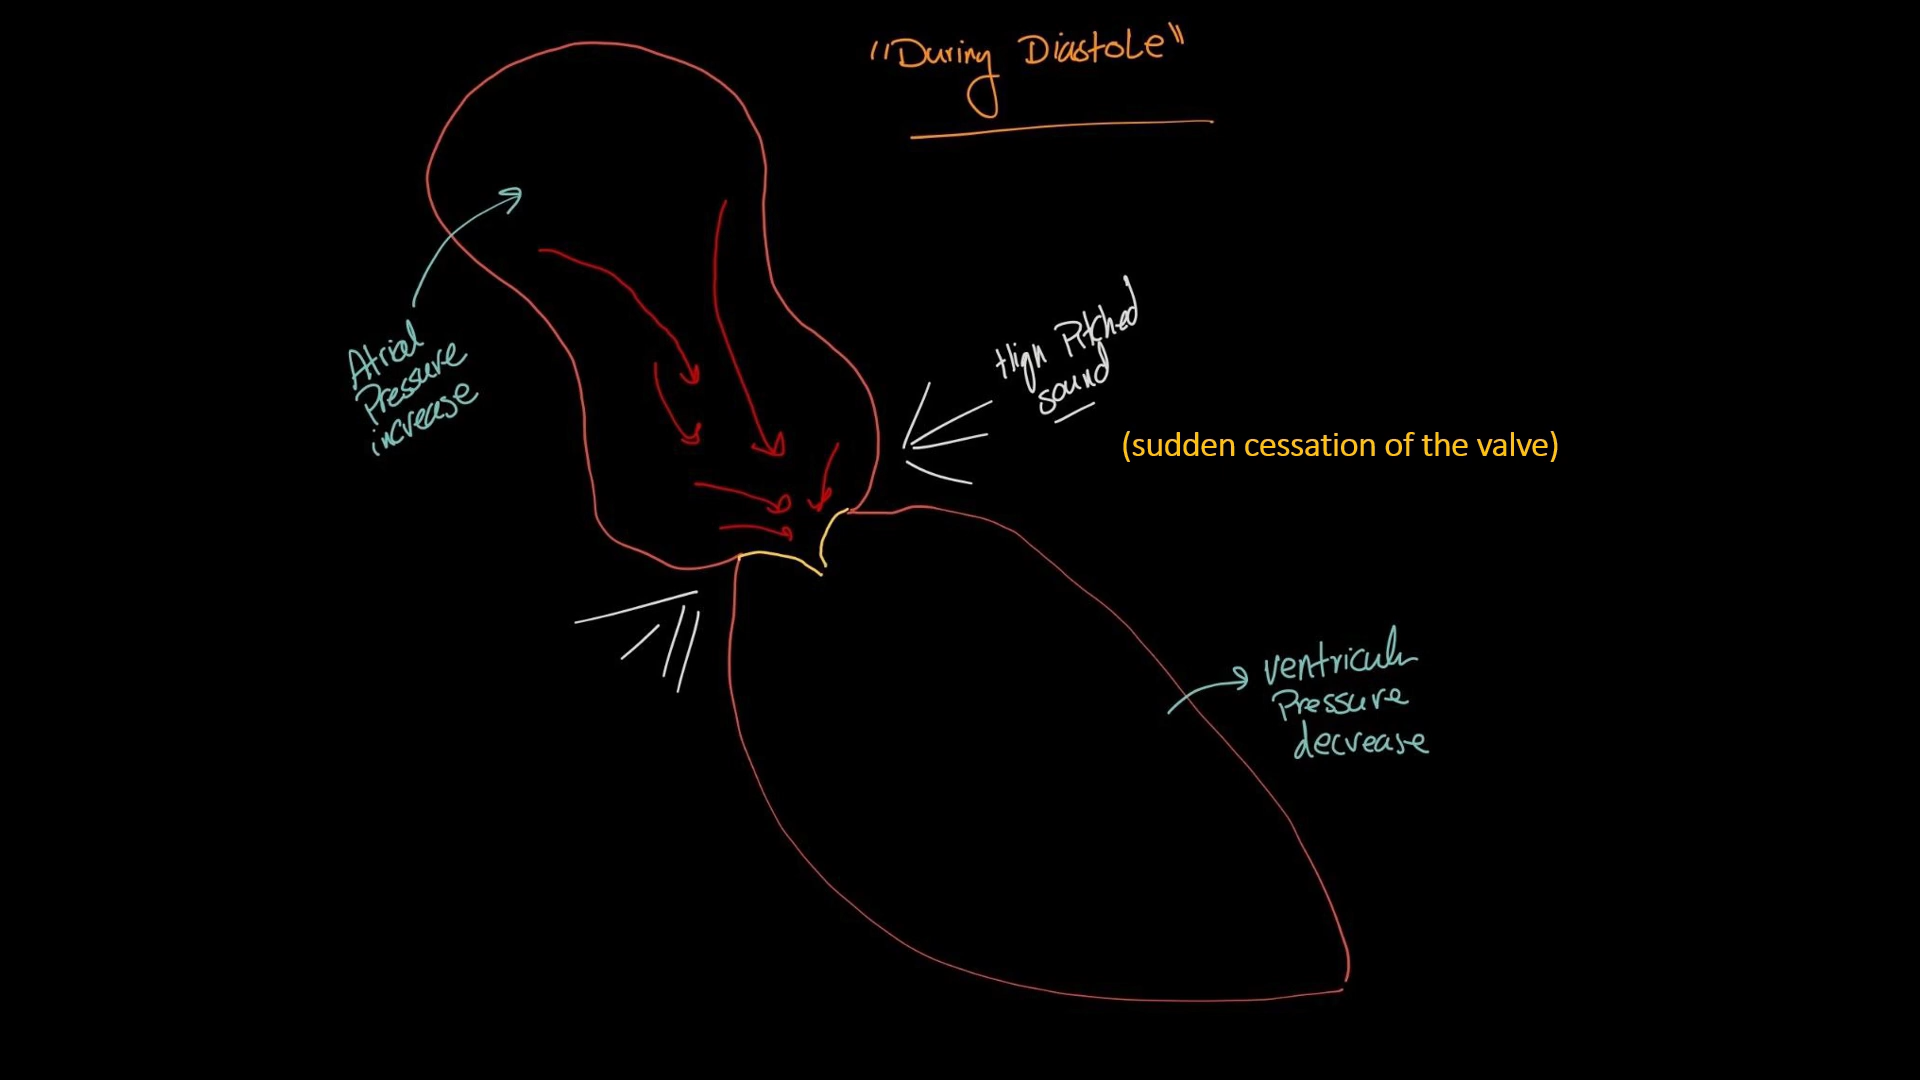 "During Diastole"
High Pitched
sound
(sudden cessation of the valve)
Atrial
Pressure
increase
ventricular
Pressure
decrease